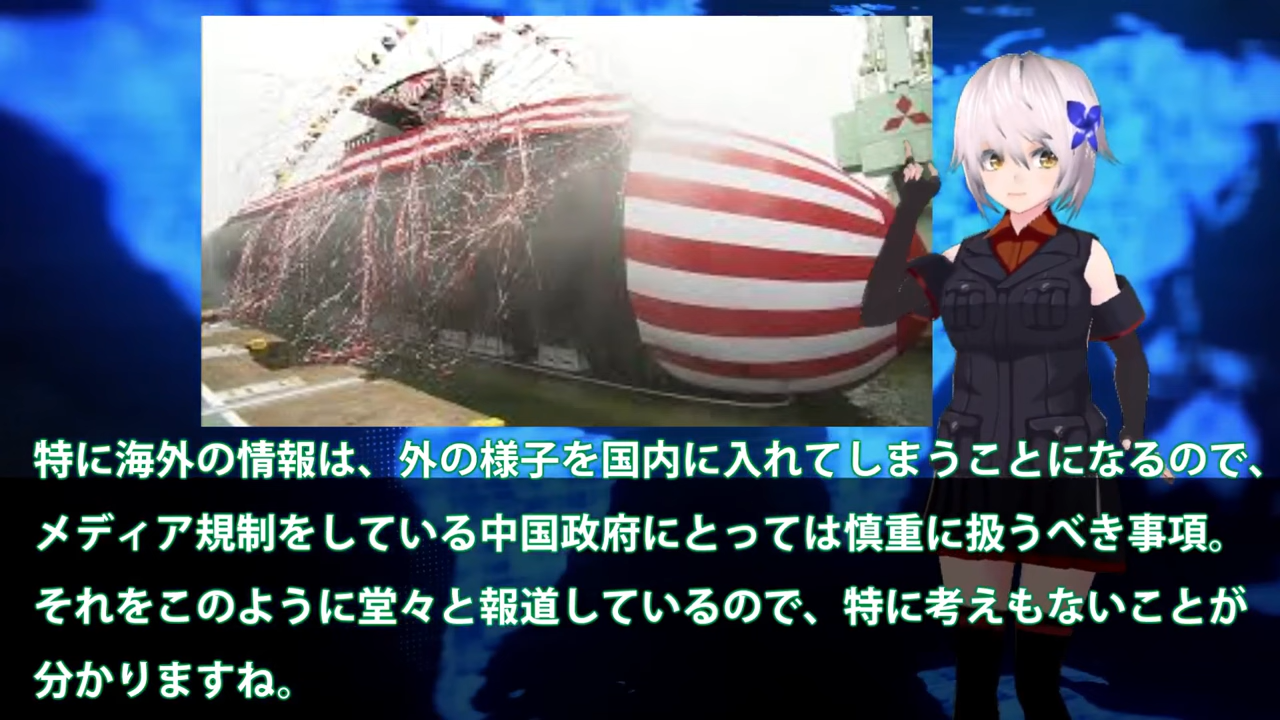 特に海外の情報は、外の様子を国内に入れてしまうことになるので、
メディア規制をしている中国政府にとっては慎重に扱うべき事項。
それをこのように堂々と報道しているので、特に考えもないことが
分かりますね。